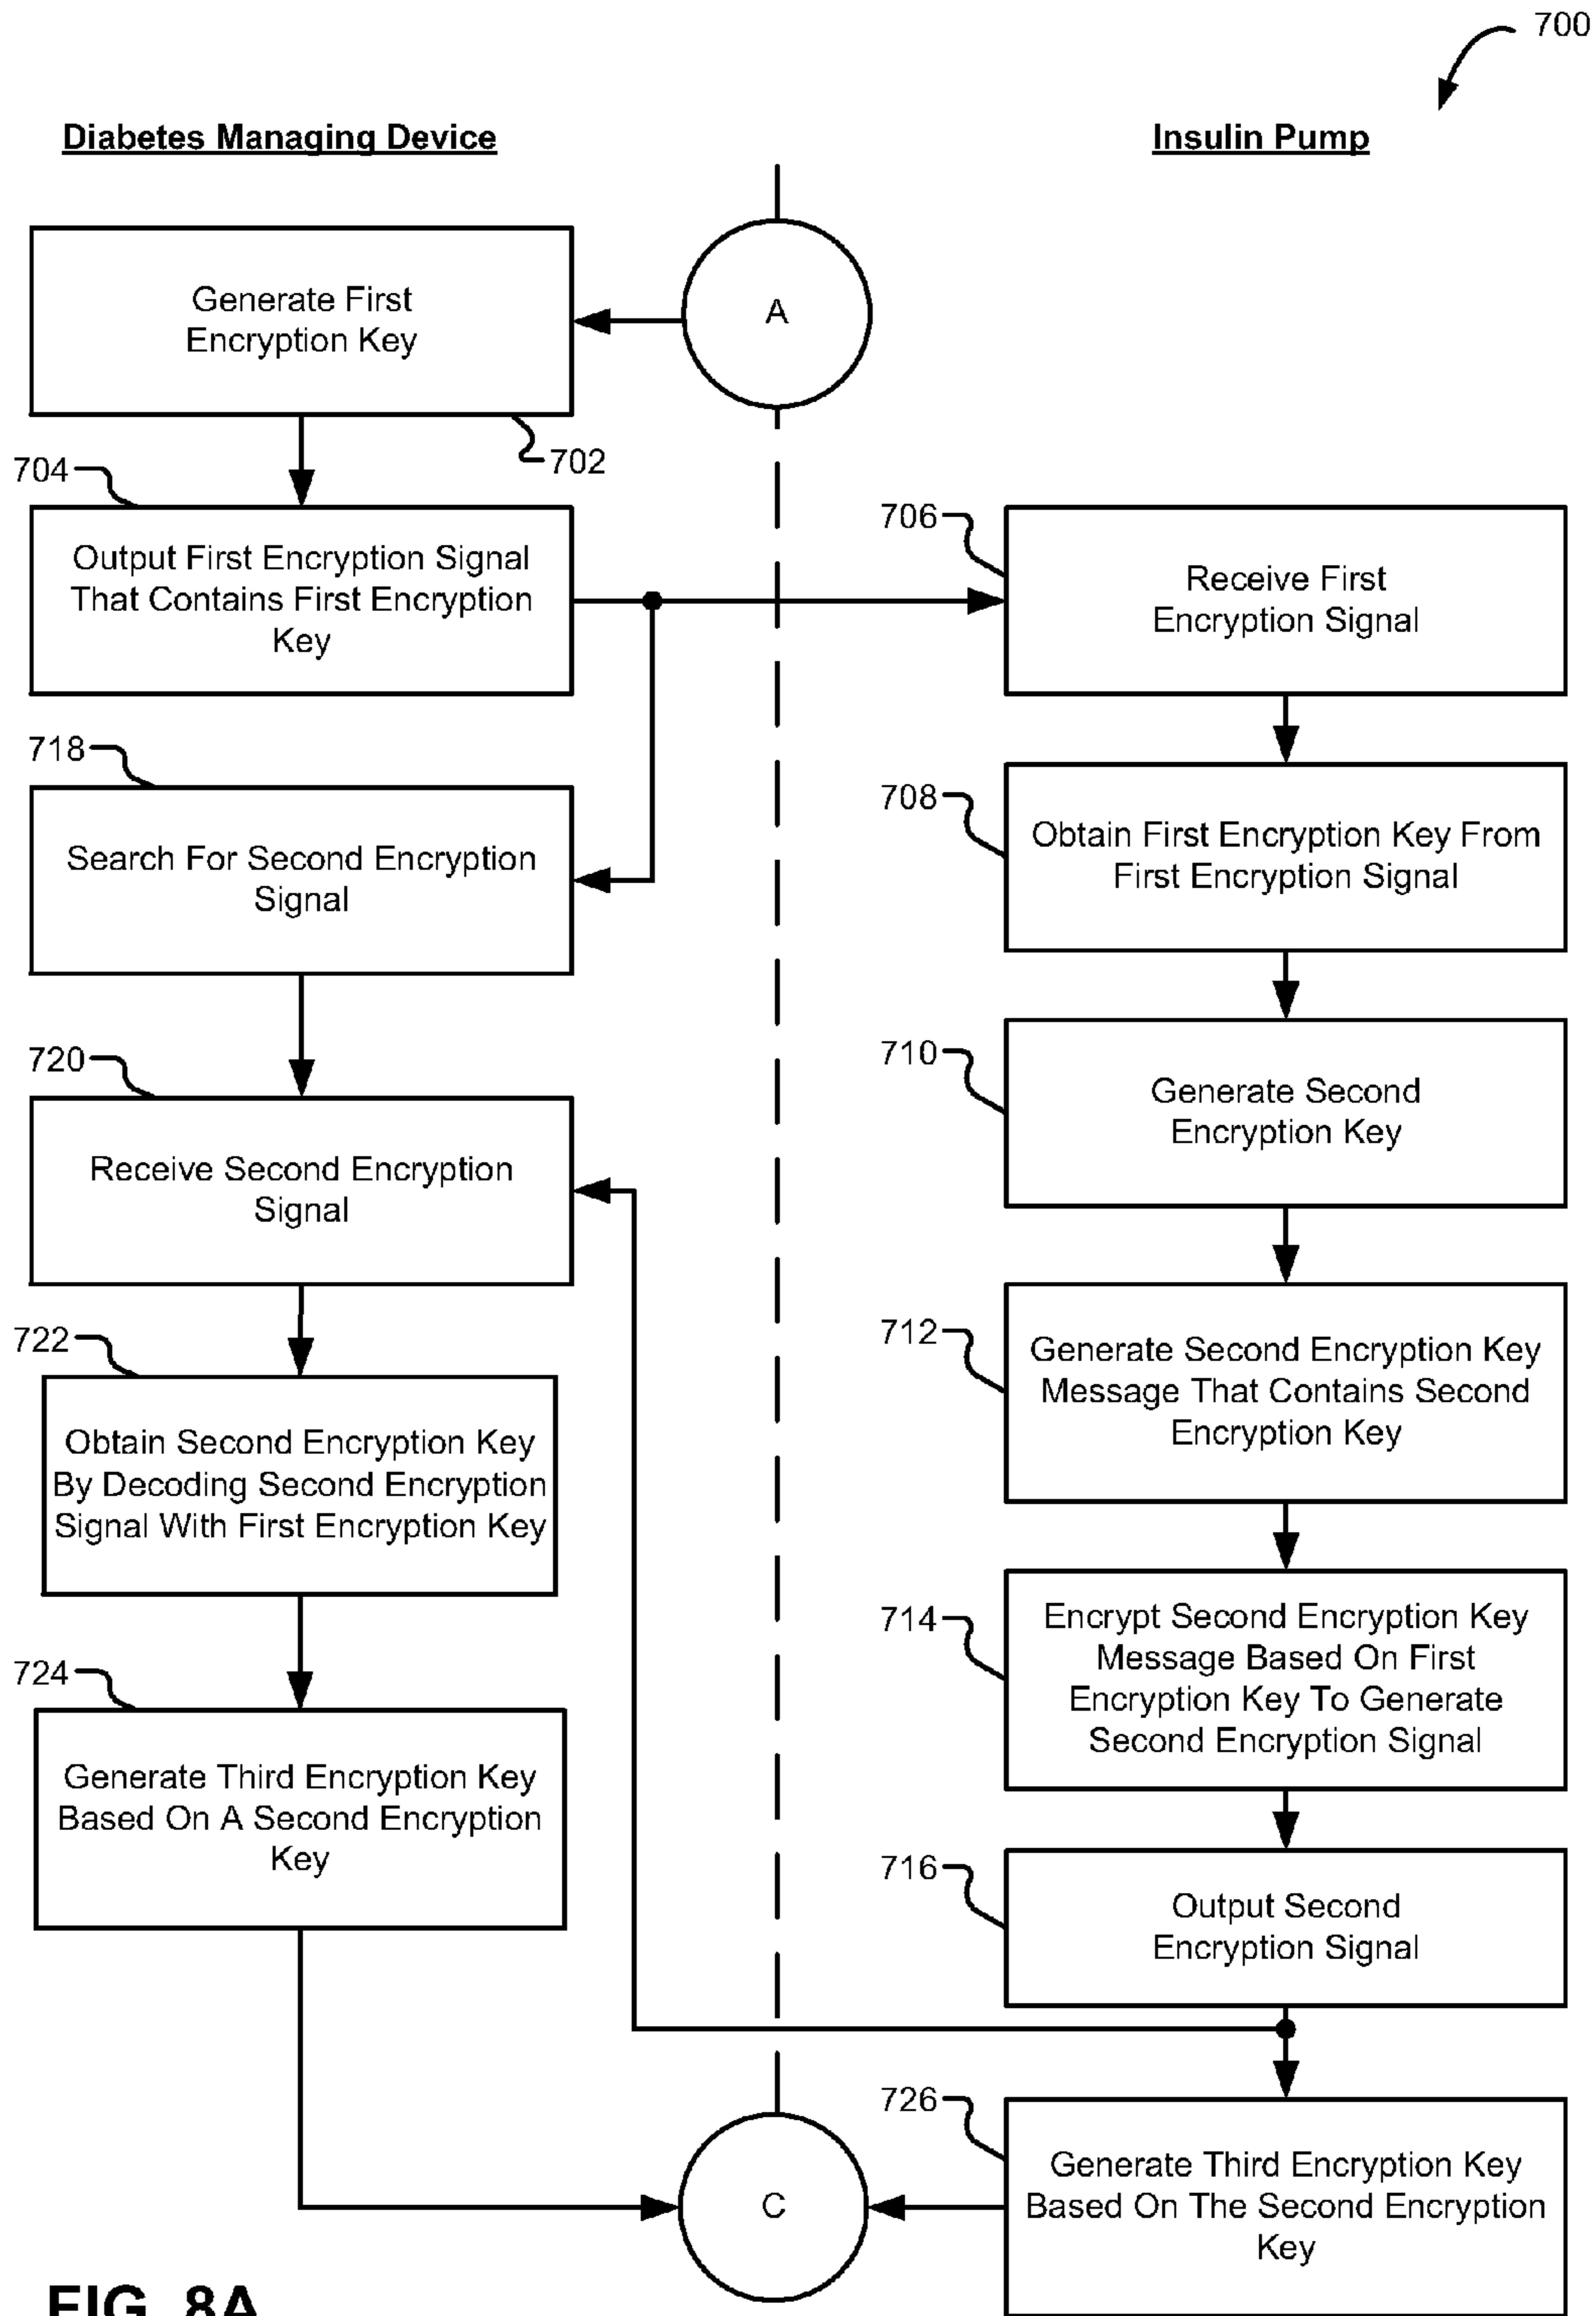 700
Diabetes Managing Device
Insulin Pump
A
Generate First
Encryption Key
702
704
Output First Encryption Signal
That Contains First Encryption
Key
706
Receive First
Encryption Signal
718
Search For Second Encryption
Signal
708
Obtain First Encryption Key From
First Encryption Signal
710
Generate Second
Encryption Key
720
Receive Second Encryption
Signal
712
Generate Second Encryption Key
Message That Contains Second
Encryption Key
722
Obtain Second Encryption Key
By Decoding Second Encryption
Signal With First Encryption Key
714
Encrypt Second Encryption Key
Message Based On First
Encryption Key To Generate
Second Encryption Signal
724
Generate Third Encryption Key
Based On A Second Encryption
Key
716
Output Second
Encryption Signal
726
Generate Third Encryption Key
Based On The Second Encryption
Key
C
FIG. 8A